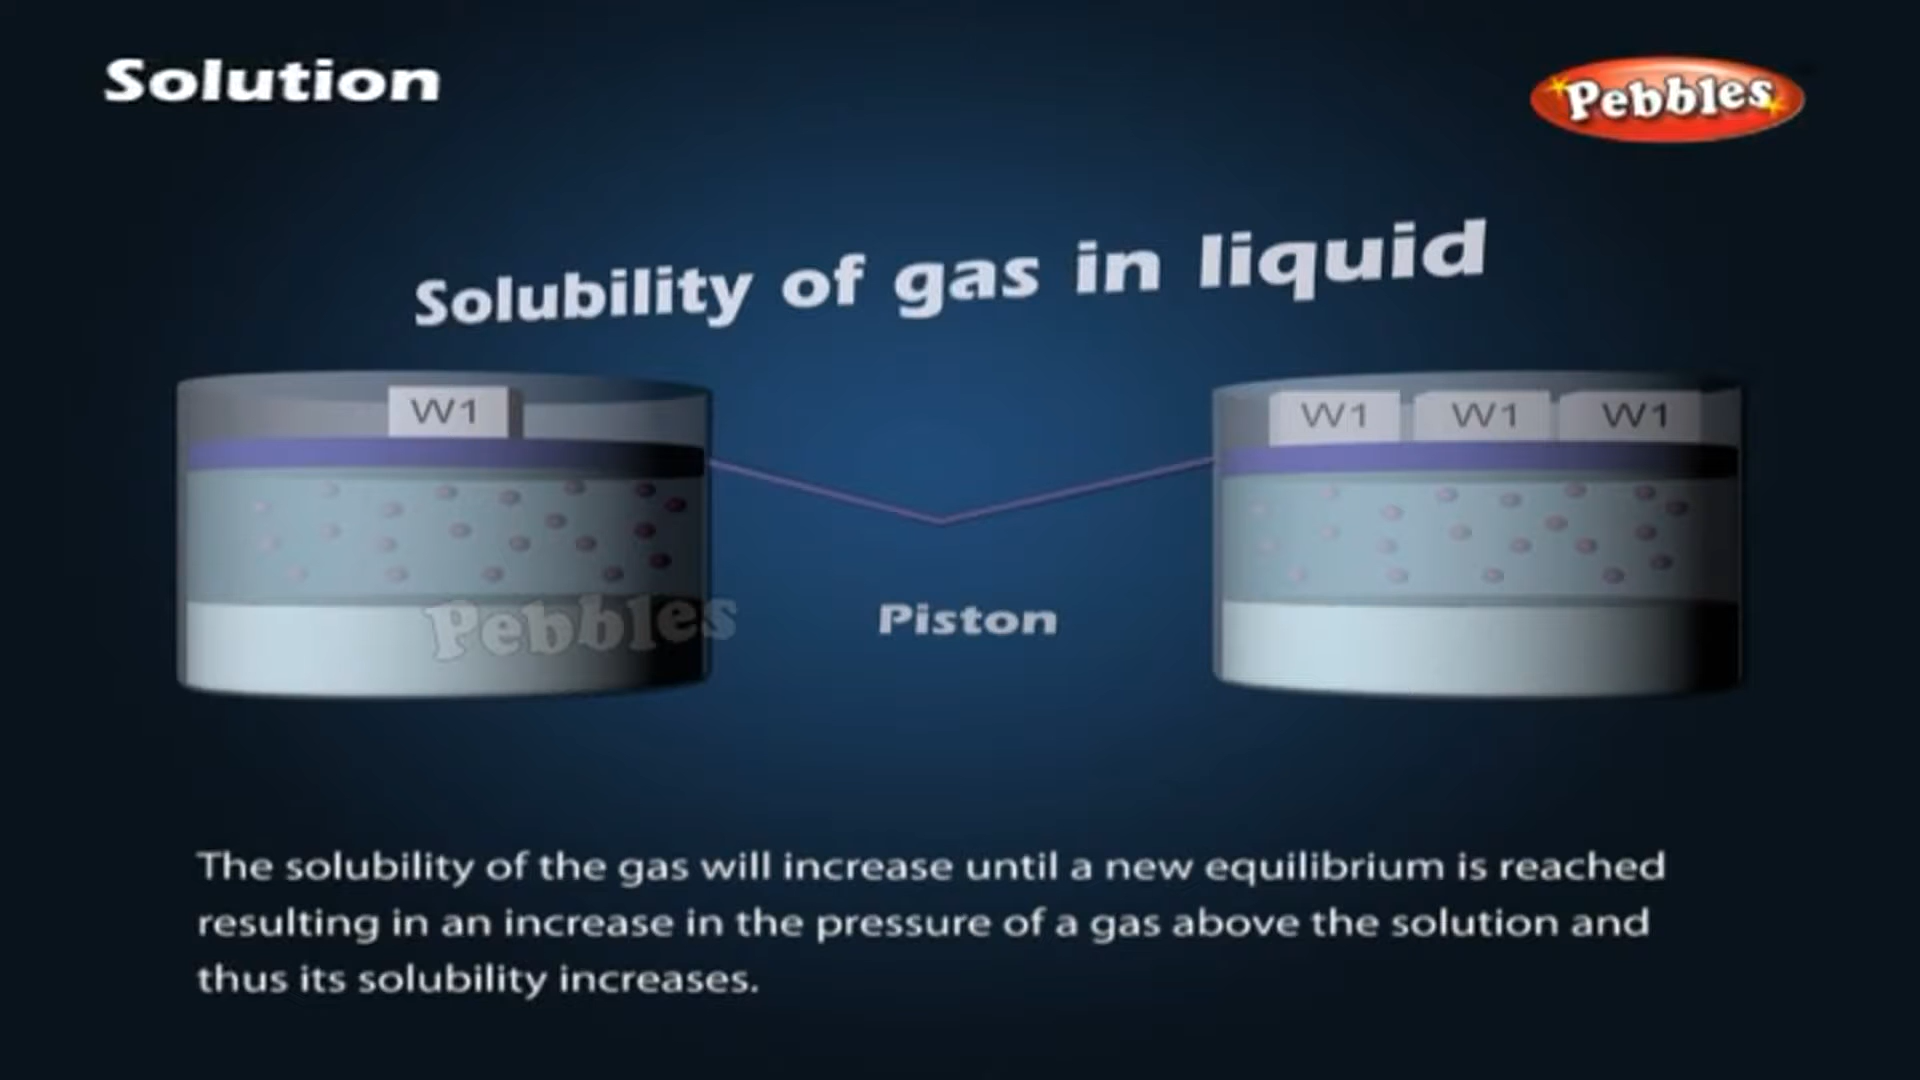 Solution
Pebbles
Solubility of gas in liquid
W1
W1 W1 W1
Pebbles
Piston
The solubility of the gas will increase until a new equilibrium is reached
resulting in an increase in the pressure of a gas above the solution and
thus its solubility increases.